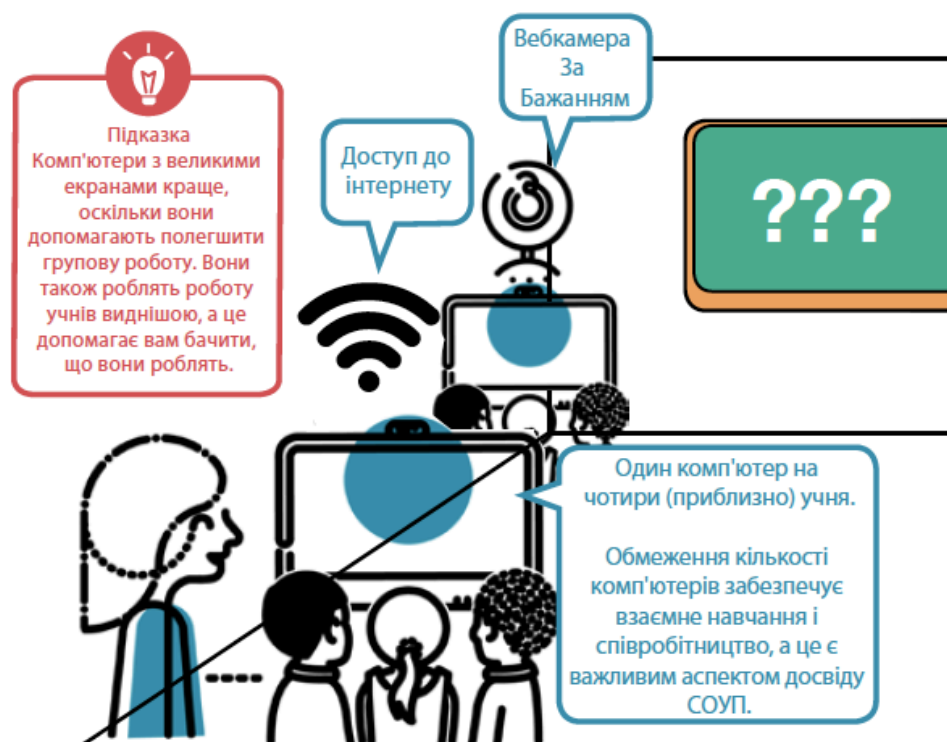 Підказка
Комп'ютери з великими
екранами краще,
оскільки вони
допомагають полегшити
групову роботу. Вони
також роблять роботу
учнів виднішою, а це
допомагає вам бачити,
що вони роблять.
Доступ до
інтернету
Вебкамера
За
Бажанням
???
Один комп'ютер на
чотири (приблизно) учня.
Обмеження кількості
комп'ютерів забезпечує
взаємне навчання і
співробітництво, а це є
важливим аспектом досвіду
СОУП.